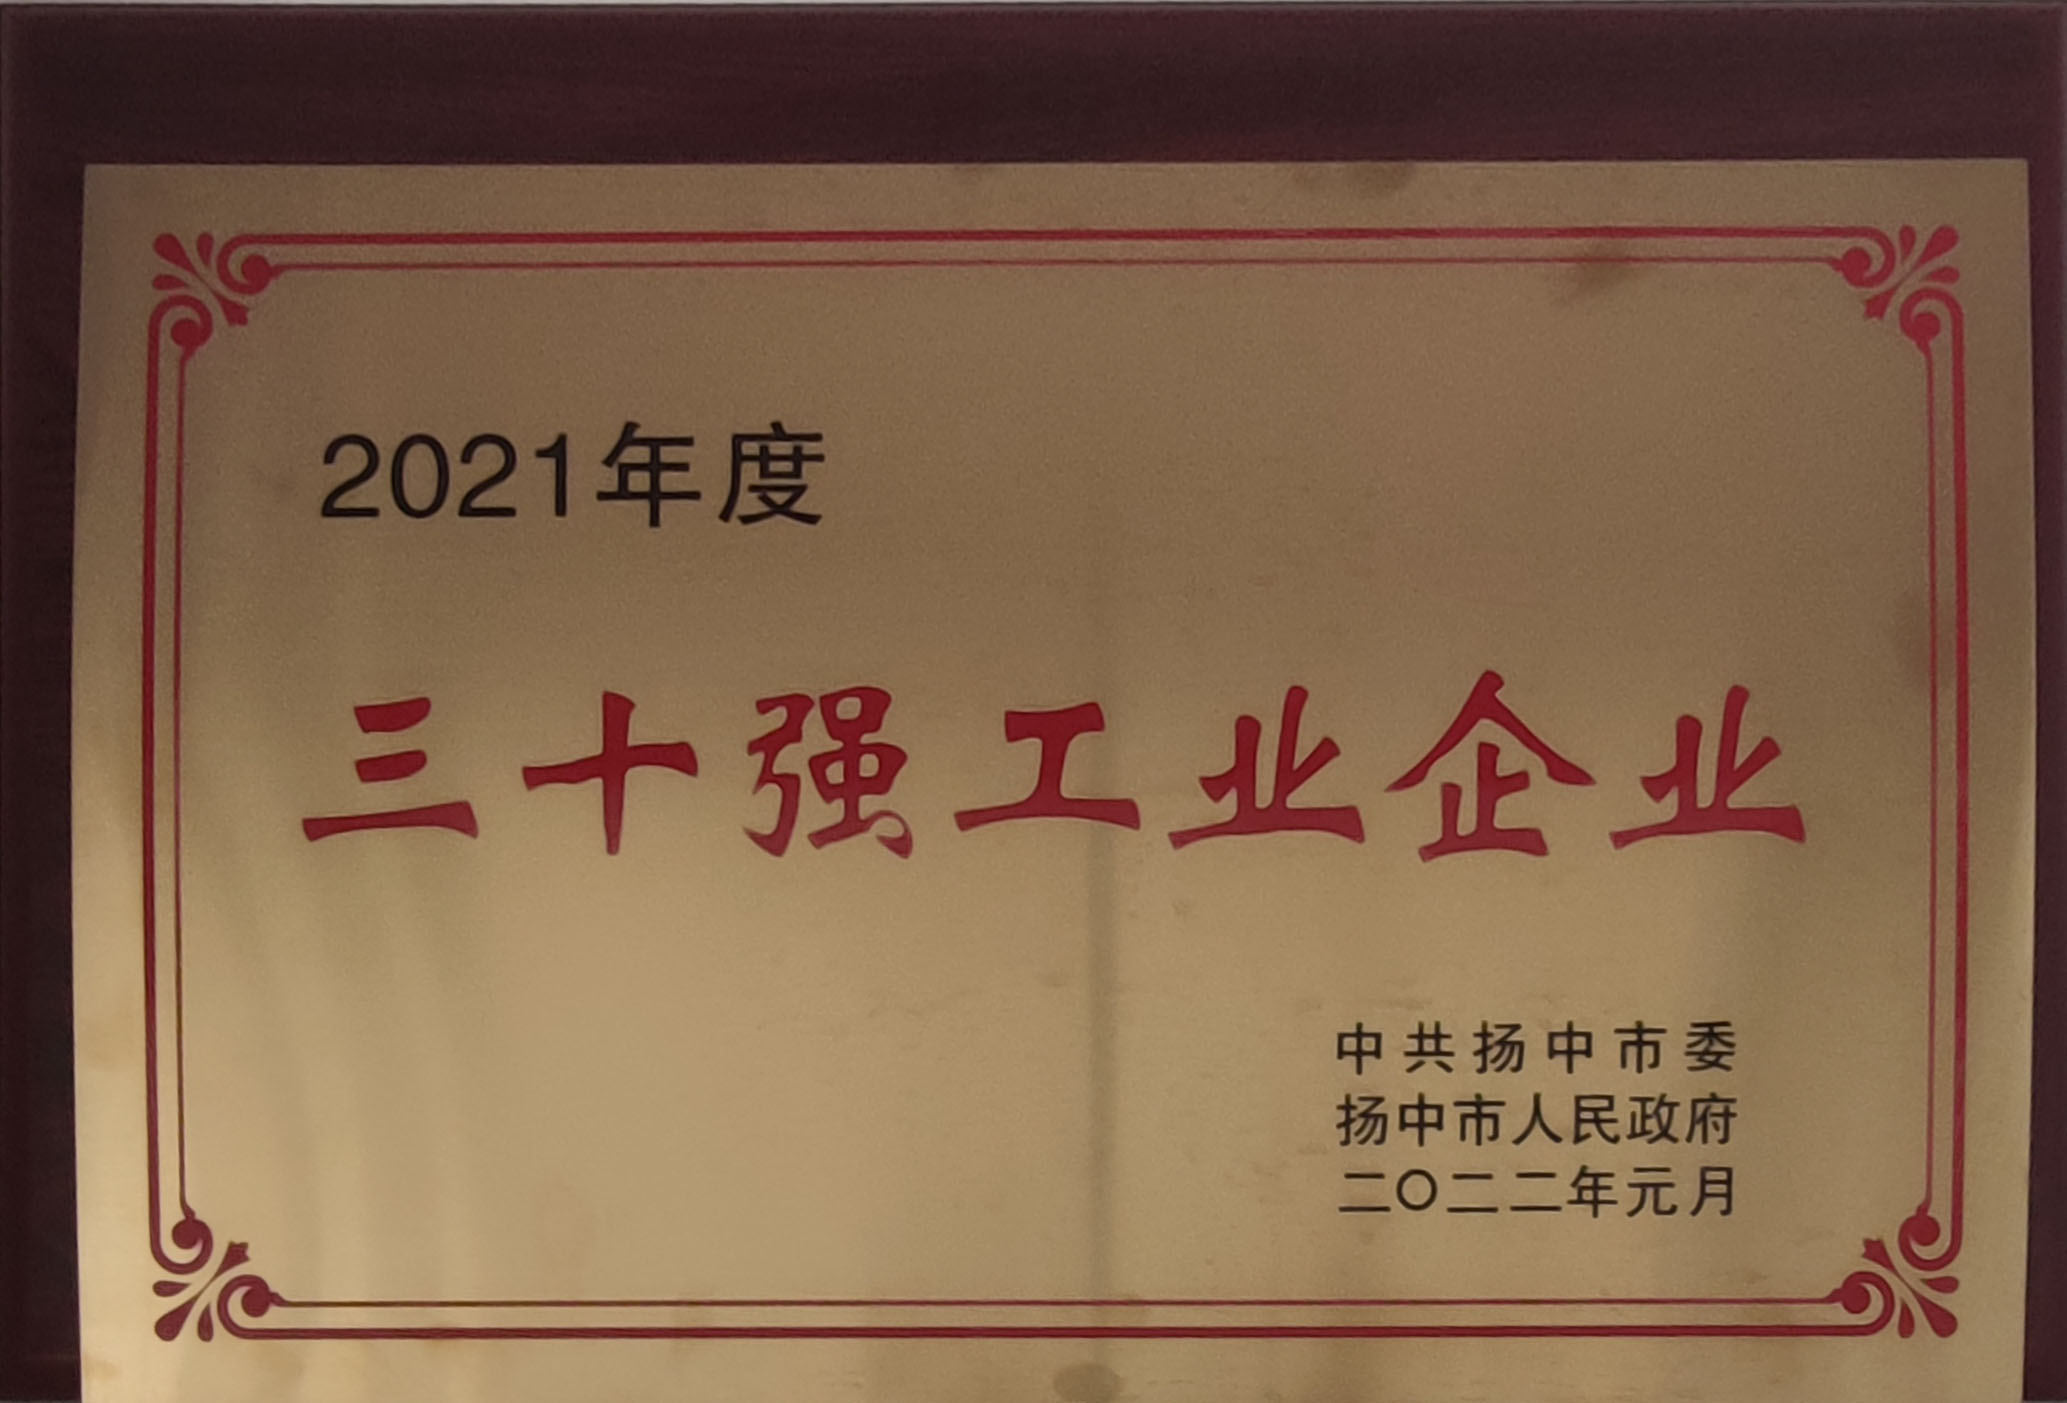 2021年度
三十强工业企业
中共扬中市委
扬中市人民政府
二〇二二年元月